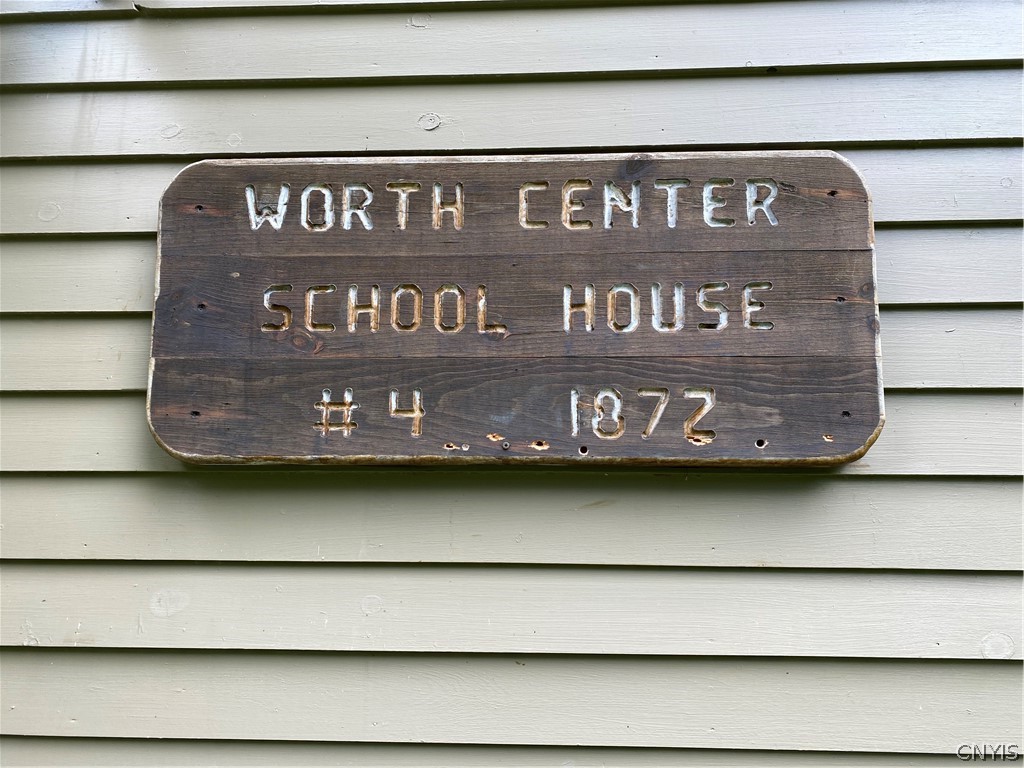 WORTH CENTER
SCHOOL HOUSE
# 4 1872
CNYIS